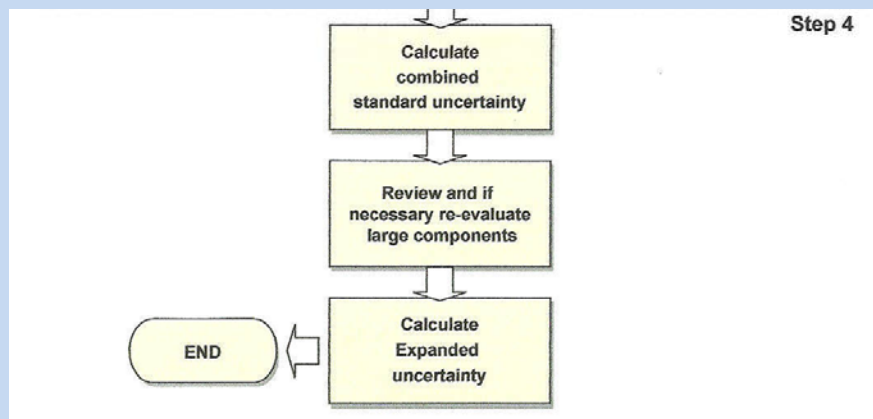 Step 4
Calculate
combined
standard uncertainty
Review and if
necessary re-evaluate
large components
Calculate
Expanded
uncertainty
END